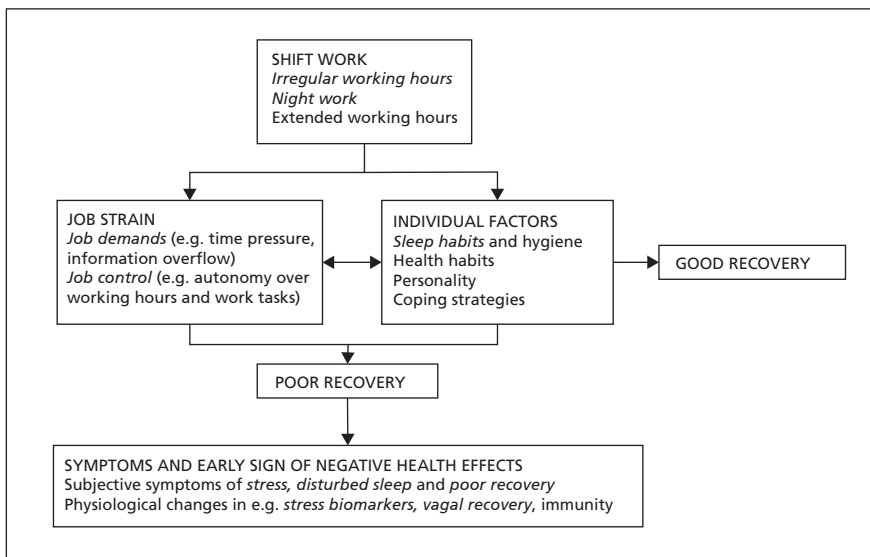 SHIFT WORK
Irregular working hours
Night work
Extended working hours
JOB STRAIN
Job demands (e.g. time pressure,
information overflow)
Job control (e.g. autonomy over
working hours and work tasks)
INDIVIDUAL FACTORS
Sleep habits and hygiene
Health habits
Personality
Coping strategies
GOOD RECOVERY
POOR RECOVERY
SYMPTOMS AND EARLY SIGN OF NEGATIVE HEALTH EFFECTS
Subjective symptoms of stress, disturbed sleep and poor recovery
Physiological changes in e.g. stress biomarkers, vagal recovery, immunity